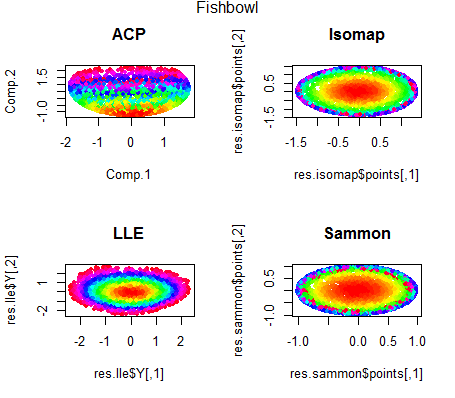 Fishbowl
ACP
Comp.2
-1.0 1.5
-2 -1 0 1
Comp.1
Isomap
res.isomap$points[,2]
-1.5 0.5
-1.5 -0.5 0.5
res.isomap$points[,1]
LLE
res.lle$Y[,2]
-2 1
-2 -1 0 1 2
res.lle$Y[,1]
Sammon
res.sammon$points[,2]
-1.0 0.5
-1.0 0.0 0.5 1.0
res.sammon$points[,1]